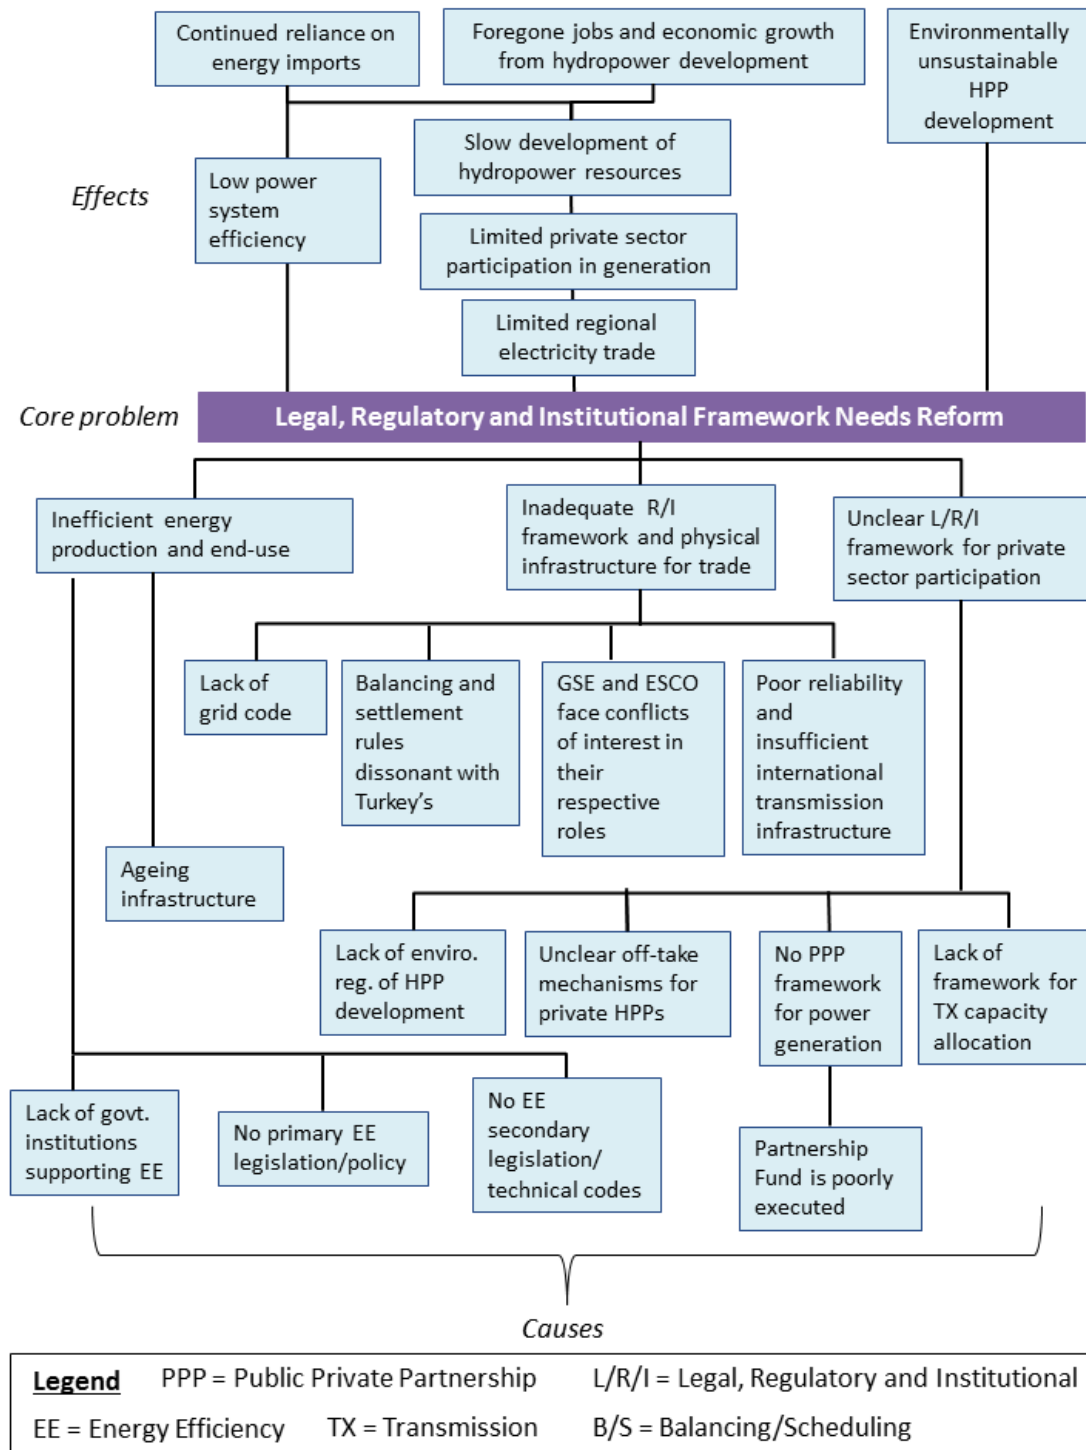 Continued reliance on
energy imports
Foregone jobs and economic growth
from hydropower development
Environmentally
unsustainable
HPP
development
Slow development of
hydropower resources
Effects
Low power
system
efficiency
Limited private sector
participation in generation
Limited regional
electricity trade
Core problem
Legal, Regulatory and Institutional Framework Needs Reform
Inefficient energy
production and end-use
Inadequate R/I
framework and physical
infrastructure for trade
Unclear L/R/I
framework for private
sector participation
Lack of
grid code
Balancing and
settlement
rules
dissonant with
Turkey's
GSE and ESCO
face conflicts
of interest in
their
respective
roles
Poor reliability
and
insufficient
international
transmission
infrastructure
Ageing
infrastructure
Lack of enviro.
reg. of HPP
development
Unclear off-take
mechanisms for
private HPPs
No PPP
framework
for power
generation
Lack of
framework for
TX capacity
allocation
Lack of govt.
institutions
supporting EE
No primary EE
legislation/policy
No EE
secondary
legislation/
technical codes
Partnership
Fund is poorly
executed
Causes
Legend PPP = Public Private Partnership L/R/I = Legal, Regulatory and Institutional
EE = Energy Efficiency TX = Transmission B/S = Balancing/Scheduling